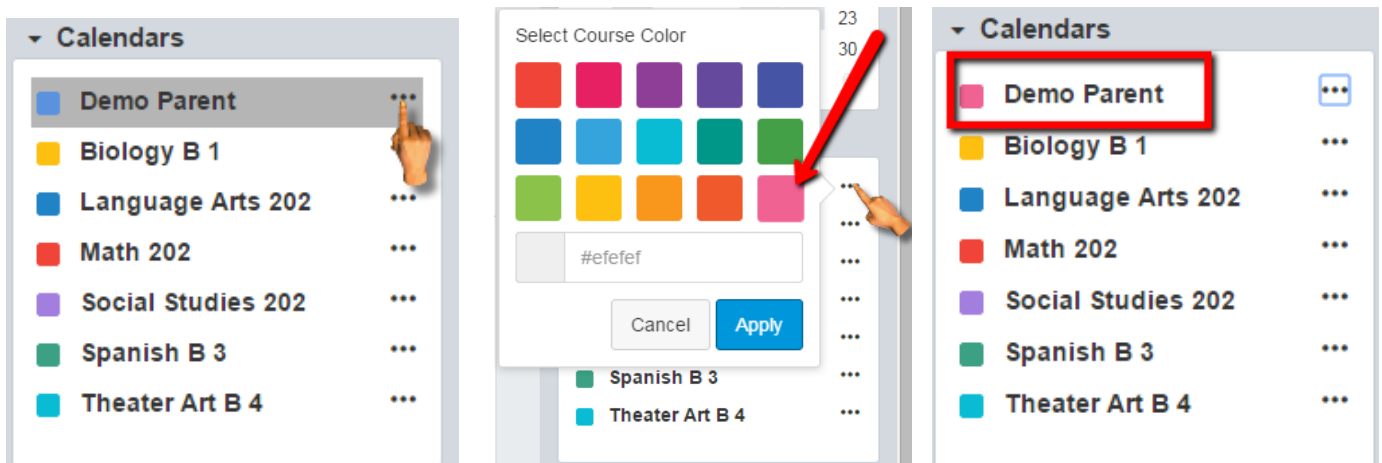 Calendars
Demo Parent ...
Biology B 1
Language Arts 202 ...
Math 202 ...
Social Studies 202 ...
Spanish B 3 ...
Theater Art B 4 ...
23
30
Select Course Color
...
...
#efefef ...
...
Cancel Apply ...
Spanish B 3 ...
Theater Art B 4 ...
Calendars
Demo Parent ...
Biology B 1 ...
Language Arts 202 ...
Math 202 ...
Social Studies 202 ...
Spanish B 3 ...
Theater Art B 4 ...